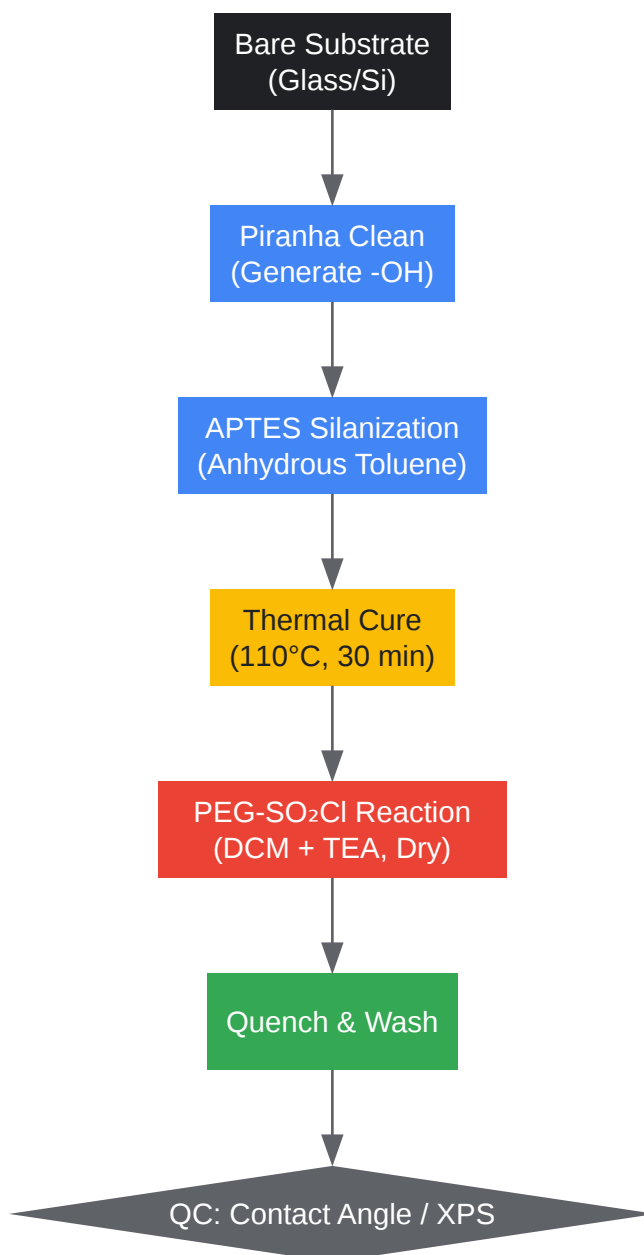 Bare Substrate
(Glass/Si)
Piranha Clean
(Generate -OH)
APTES Silanization
(Anhydrous Toluene)
Thermal Cure
(110°C, 30 min)
PEG-SO₂Cl Reaction
(DCM + TEA, Dry)
Quench & Wash
QC: Contact Angle / XPS